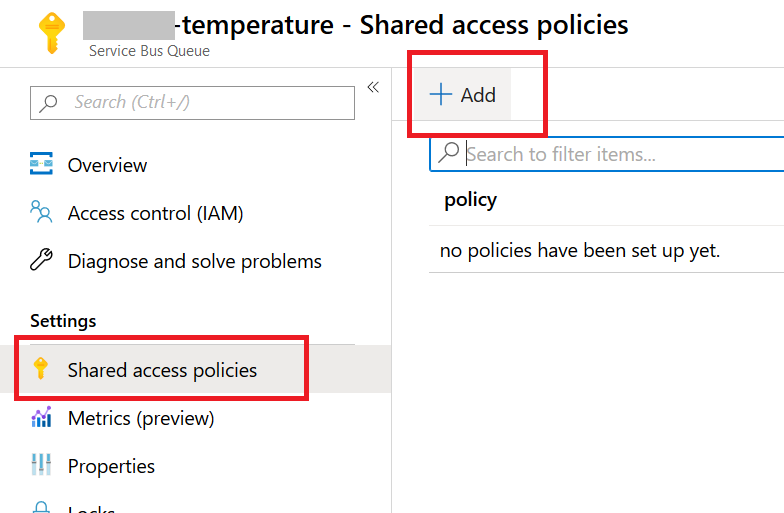 -temperature - Shared access policies
Service Bus Queue
Search (Ctrl+/)
Overview
Access control (IAM)
Diagnose and solve problems
Settings
Shared access policies
Metrics (preview)
Properties
Locks
Add
Search to filter items...
policy
no policies have been set up yet.